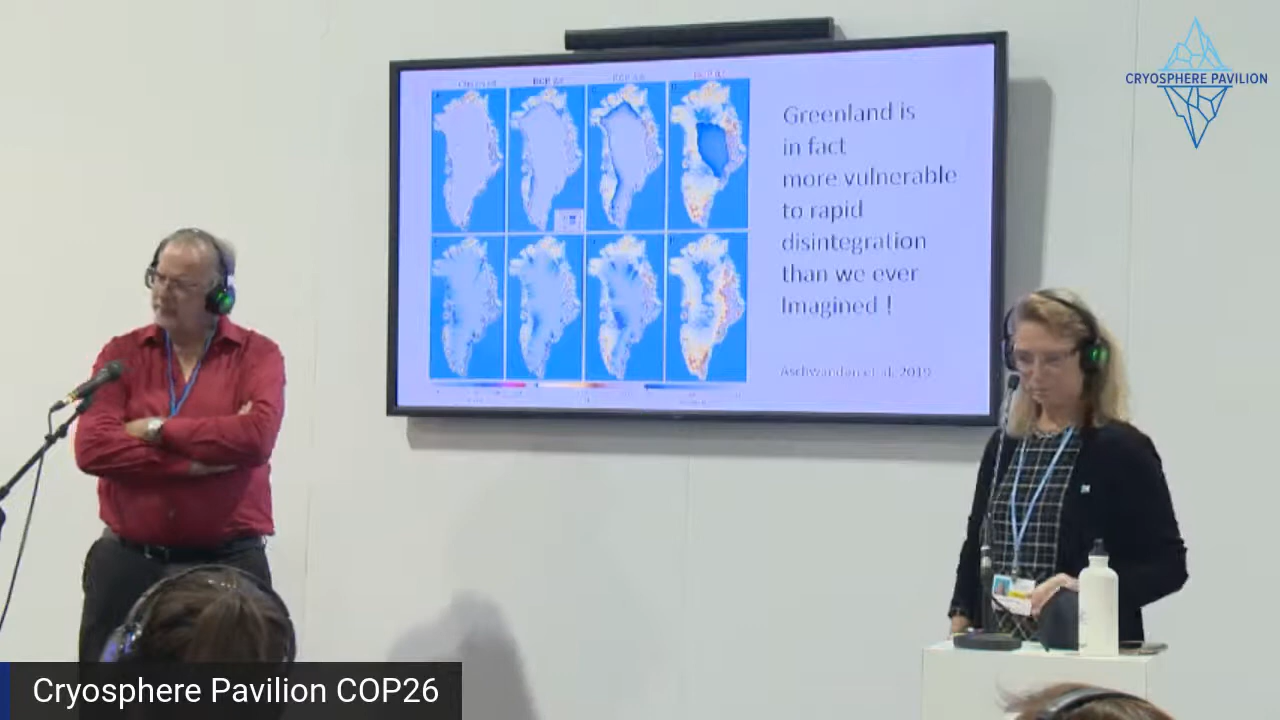 CRYOSPHERE PAVILION
Greenland is
in fact
more vulnerable
to rapid
disintegration
than we ever
Imagined !
Aschwanden et al. 2019
Cryosphere Pavilion COP26